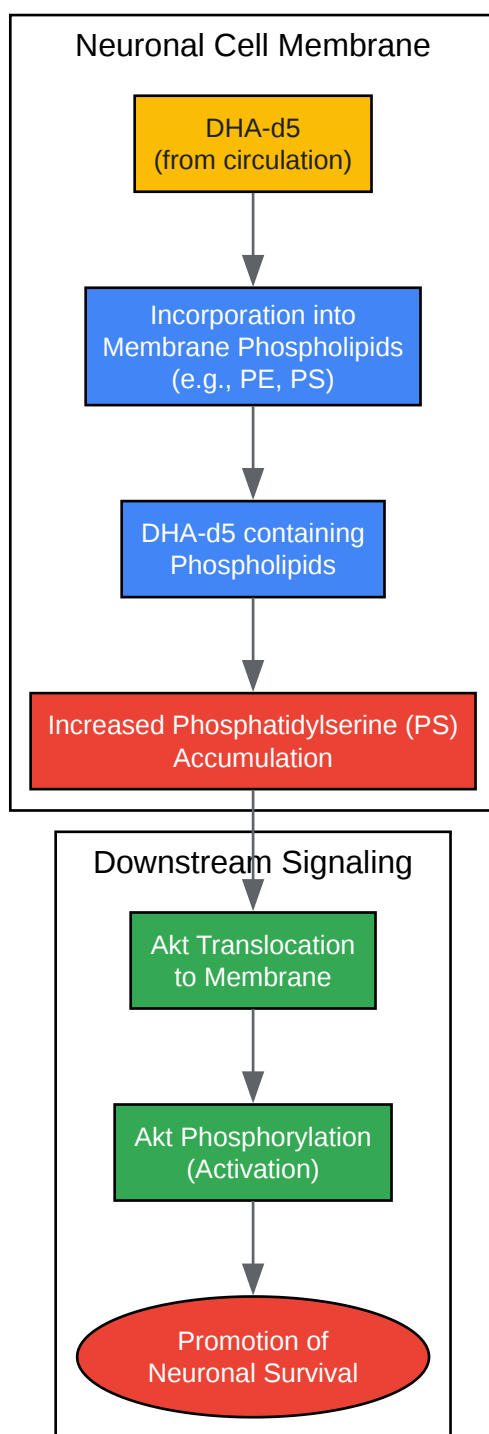 Neuronal Cell Membrane
DHA-d5
(from circulation)
Incorporation into
Membrane Phospholipids
(e.g., PE, PS)
DHA-d5 containing
Phospholipids
Increased Phosphatidylserine (PS)
Accumulation
Downstream Signaling
Akt Translocation
to Membrane
Akt Phosphorylation
(Activation)
Promotion of
Neuronal Survival